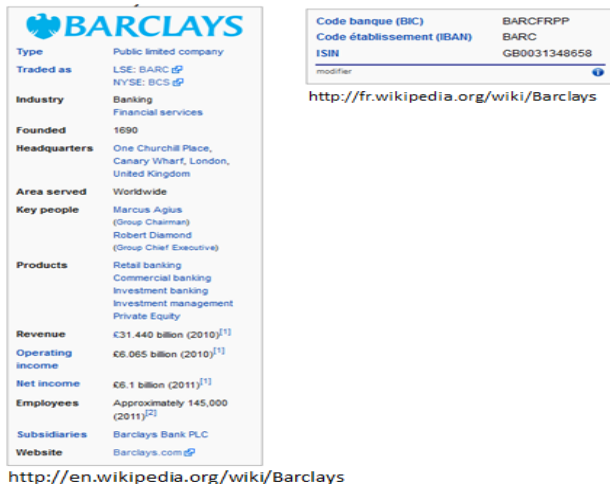 BARCLAYS
Type Public limited company
Traded as LSE: BARC
NYSE: BCS
Industry Banking
Financial services
Founded 1690
Headquarters One Churchill Place,
Canary Wharf, London,
United Kingdom
Area served Worldwide
Key people Marcus Agius
(Group Chairman)
Robert Diamond
(Group Chief Executive)
Products Retail banking
Commercial banking
Investment banking
Investment management
Private Equity
Revenue £31.440 billion (2010)[1]
Operating £6.065 billion (2010)[1]
income
Net income £6.1 billion (2011)[1]
Employees Approximately 145,000
(2011)[2]
Subsidiaries Barclays Bank PLC
Website Barclays.com
http://en.wikipedia.org/wiki/Barclays
Code banque (BIC) BARCFRPP
Code établissement (IBAN) BARC
ISIN GB0031348658
modifier
http://fr.wikipedia.org/wiki/Barclays